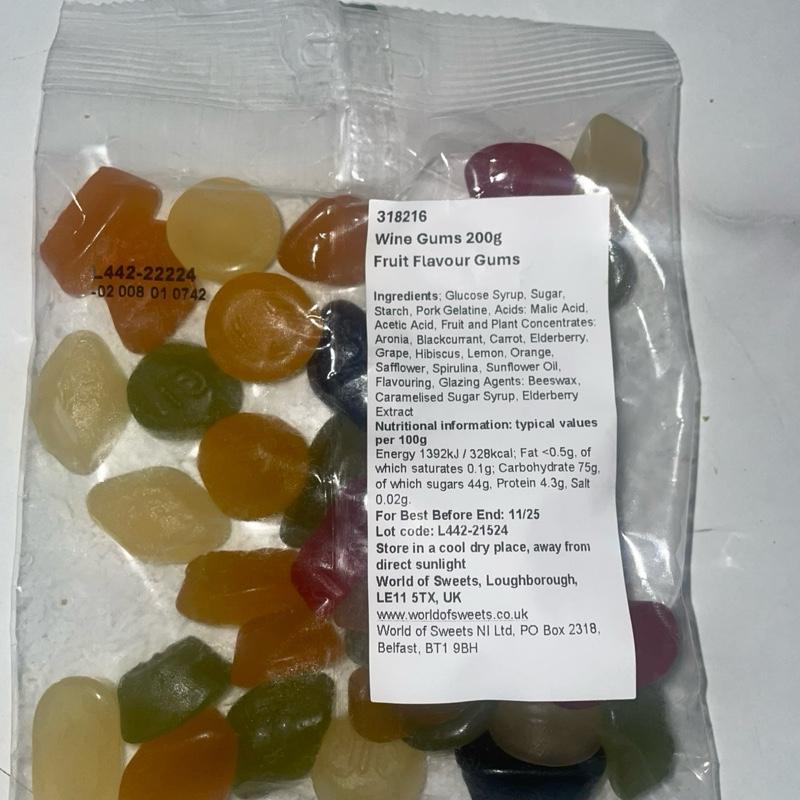 318216
Wine Gums 200g
Fruit Flavour Gums
Ingredients; Glucose Syrup, Sugar,
Starch, Pork Gelatine, Acids: Malic Acid,
Acetic Acid, Fruit and Plant Concentrates:
Aronia, Blackcurrant, Carrot, Elderberry,
Grape, Hibiscus, Lemon, Orange,
Safflower, Spirulina, Sunflower Oil,
Flavouring, Glazing Agents: Beeswax,
Caramelised Sugar Syrup, Elderberry
Extract
Nutritional information: typical values
per 100g
Energy 1392kJ / 328kcal; Fat <0.5g, of
which saturates 0.1g; Carbohydrate 75g,
of which sugars 44g, Protein 4.3g, Salt
0.02g.
For Best Before End: 11/25
Lot code: L442-21524
Store in a cool dry place, away from
direct sunlight
World of Sweets, Loughborough,
LE11 5TX, UK
www.worldofsweets.co.uk
World of Sweets NI Ltd, PO Box 2318,
Belfast, BT1 9BH
L442-22224
-02 008 01 0742